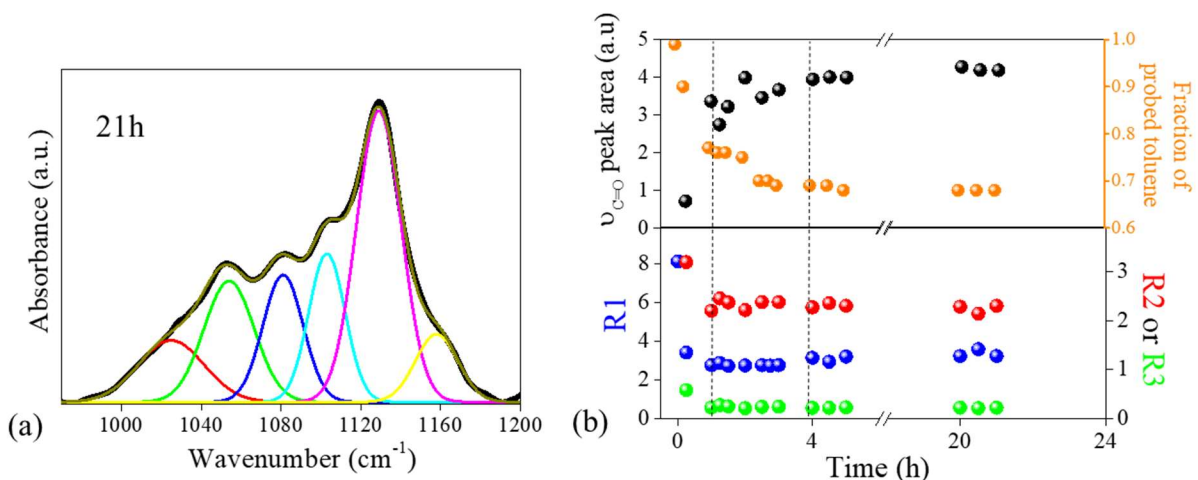 21h
Absorbance (a.u.)
1000
1040
1080
1120
1160
1200
Wavenumber (cm⁻¹)
(a)
5
4
3
2
1
0
υC=O peak area (a.u)
1.0
0.9
0.8
0.7
0.6
Fraction of
probed toluene
8
6
4
2
0
R1
3
2
1
0
R2 or R3
0
4
20
24
Time (h)
(b)